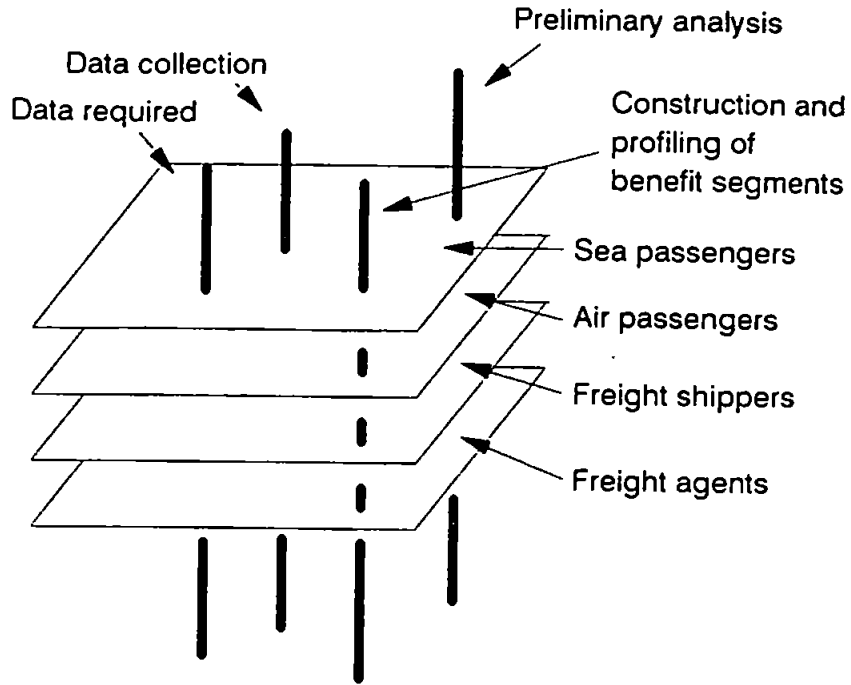 Preliminary analysis
Data collection
Data required
Construction and
profiling of
benefit segments
Sea passengers
Air passengers
Freight shippers
Freight agents